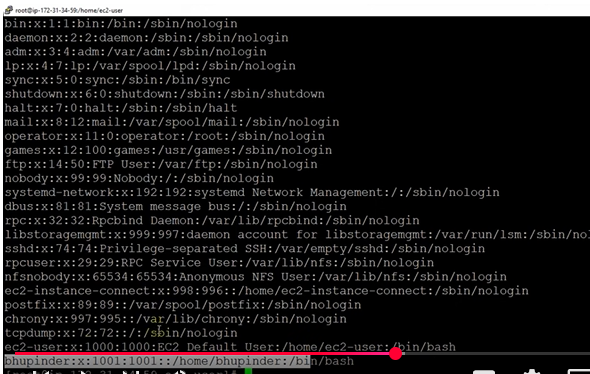 root@ip-172-31-34-59:/home/ec2-user
bin:x:1:1:bin:/bin:/sbin/nologin
daemon:x:2:2:daemon:/sbin:/sbin/nologin
adm:x:3:4:adm:/var/adm:/sbin/nologin
lp:x:4:7:lp:/var/spool/lpd:/sbin/nologin
sync:x:5:0:sync:/sbin:/bin/sync
shutdown:x:6:0:shutdown:/sbin:/sbin/shutdown
halt:x:7:0:halt:/sbin:/sbin/halt
mail:x:8:12:mail:/var/spool/mail:/sbin/nologin
operator:x:11:0:operator:/root:/sbin/nologin
games:x:12:100:games:/usr/games:/sbin/nologin
ftp:x:14:50:FTP User:/var/ftp:/sbin/nologin
nobody:x:99:99:Nobody:/:/sbin/nologin
systemd-network:x:192:192:systemd Network Management:/:/sbin/nologin
dbus:x:81:81:System message bus:/:/sbin/nologin
rpc:x:32:32:Rpcbind Daemon:/var/lib/rpcbind:/sbin/nologin
libstoragemgmt:x:999:997:daemon account for libstoragemgmt:/var/run/lsm:/sbin/nol
sshd:x:74:74:Privilege-separated SSH:/var/empty/sshd:/sbin/nologin
rpcuser:x:29:29:RPC Service User:/var/lib/nfs:/sbin/nologin
nfsnobody:x:65534:65534:Anonymous NFS User:/var/lib/nfs:/sbin/nologin
ec2-instance-connect:x:998:996::/home/ec2-instance-connect:/sbin/nologin
postfix:x:89:89::/var/spool/postfix:/sbin/nologin
chrony:x:997:995::/var/lib/chrony:/sbin/nologin
tcpdump:x:72:72::/:/sbin/nologin
ec2-user:x:1000:1000:EC2 Default User:/home/ec2-user:/bin/bash
bhupinder:x:1001:1001::/home/bhupinder:/bin/bash